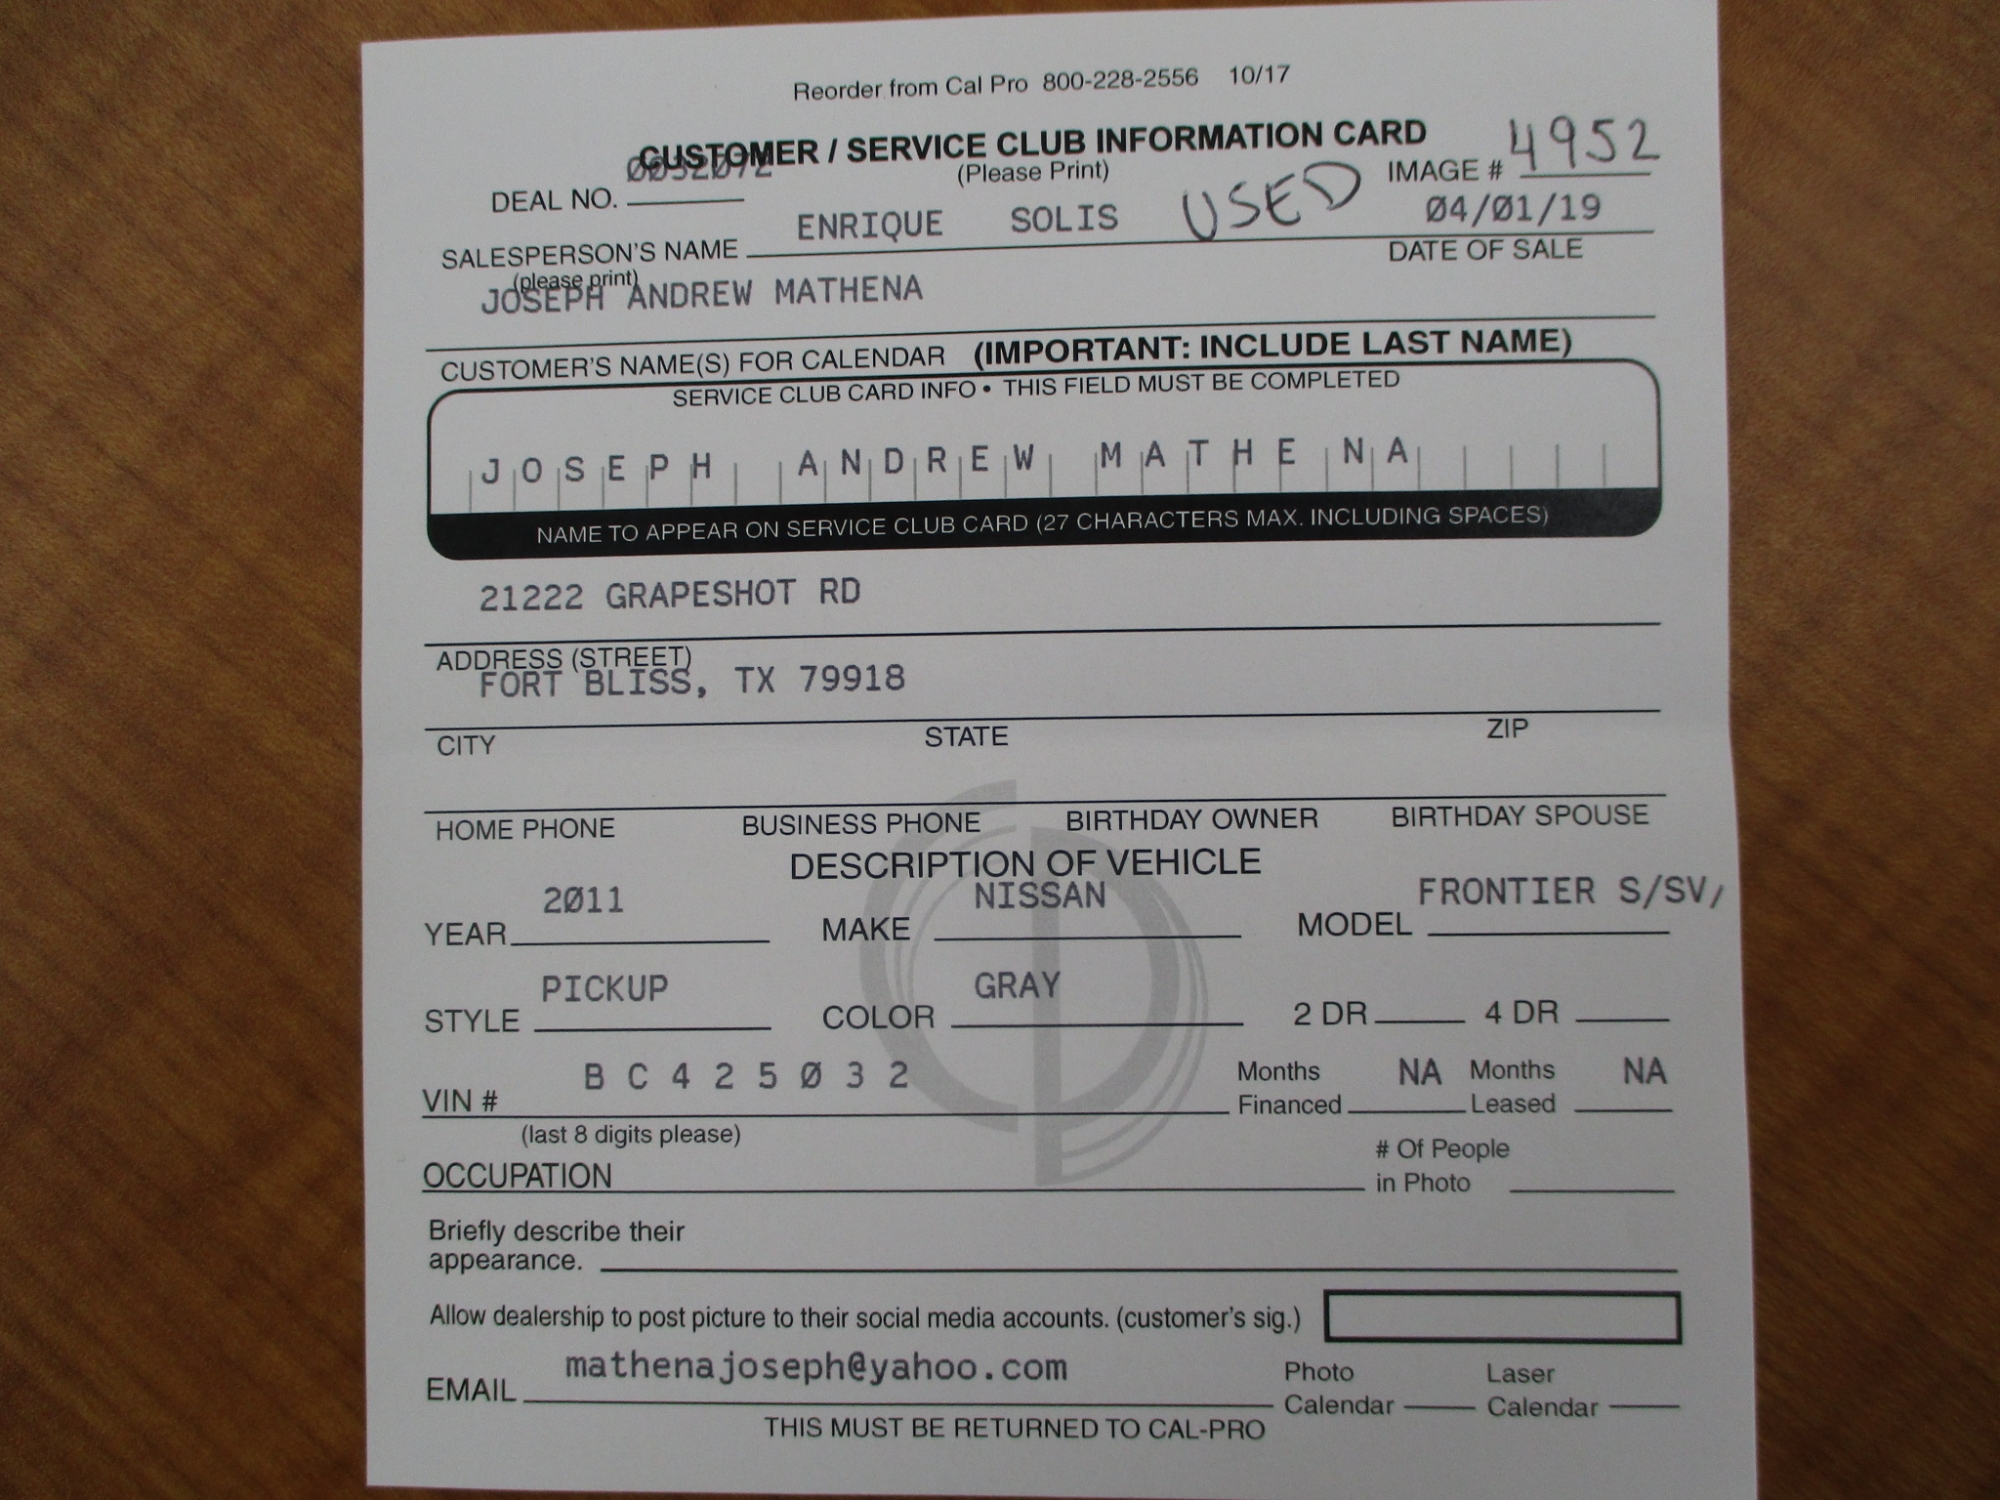 Reorder from Cal Pro 800-228-2556 10/17
CUSTOMER / SERVICE CLUB INFORMATION CARD
(Please Print)
IMAGE # 4952
DEAL NO. 0032072
USED
04/01/19
SALESPERSON'S NAME ENRIQUE SOLIS
DATE OF SALE
(please print)
JOSEPH ANDREW MATHENA
CUSTOMER'S NAME(S) FOR CALENDAR (IMPORTANT: INCLUDE LAST NAME)
SERVICE CLUB CARD INFO • THIS FIELD MUST BE COMPLETED
JOSEPH ANDREW MATHENA
NAME TO APPEAR ON SERVICE CLUB CARD (27 CHARACTERS MAX. INCLUDING SPACES)
21222 GRAPESHOT RD
ADDRESS (STREET)
FORT BLISS, TX 79918
CITY STATE ZIP
HOME PHONE BUSINESS PHONE BIRTHDAY OWNER BIRTHDAY SPOUSE
DESCRIPTION OF VEHICLE
YEAR 2011 MAKE NISSAN MODEL FRONTIER S/SV/
STYLE PICKUP COLOR GRAY 2 DR 4 DR
VIN # BC425032 Months Financed NA Months Leased NA
(last 8 digits please)
OCCUPATION # Of People in Photo
Briefly describe their
appearance.
Allow dealership to post picture to their social media accounts. (customer's sig.)
EMAIL mathenajoseph@yahoo.com Photo Calendar Laser Calendar
THIS MUST BE RETURNED TO CAL-PRO